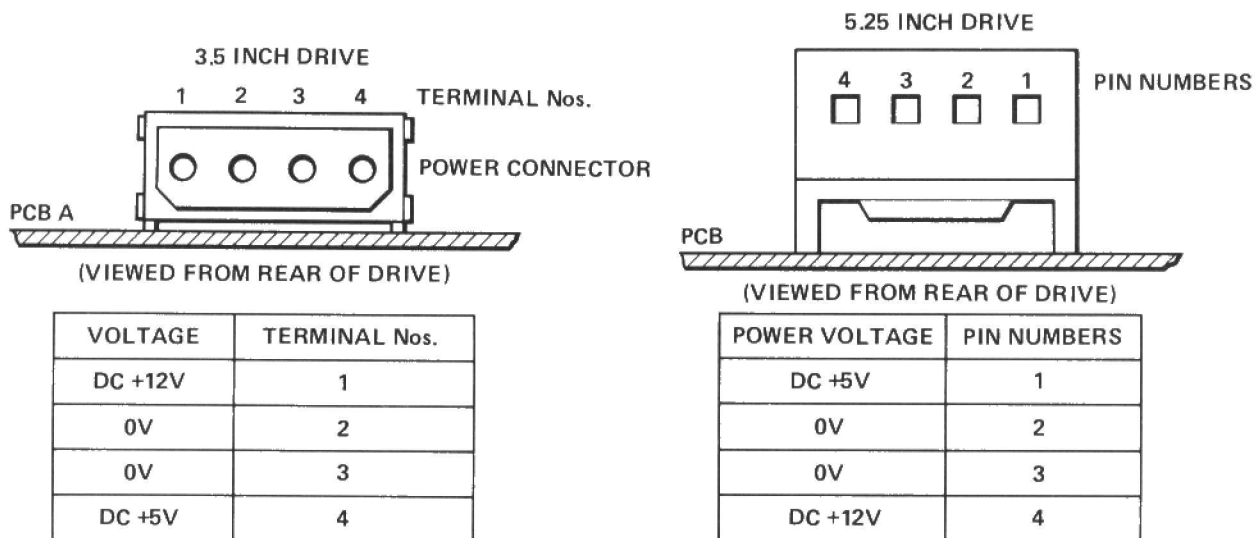 3.5 INCH DRIVE
1 2 3 4 TERMINAL Nos.
POWER CONNECTOR
PCB A
(VIEWED FROM REAR OF DRIVE)
VOLTAGE TERMINAL Nos.
DC +12V 1
0V 2
0V 3
DC +5V 4
5.25 INCH DRIVE
4 3 2 1 PIN NUMBERS
PCB
(VIEWED FROM REAR OF DRIVE)
POWER VOLTAGE PIN NUMBERS
DC +5V 1
0V 2
0V 3
DC +12V 4